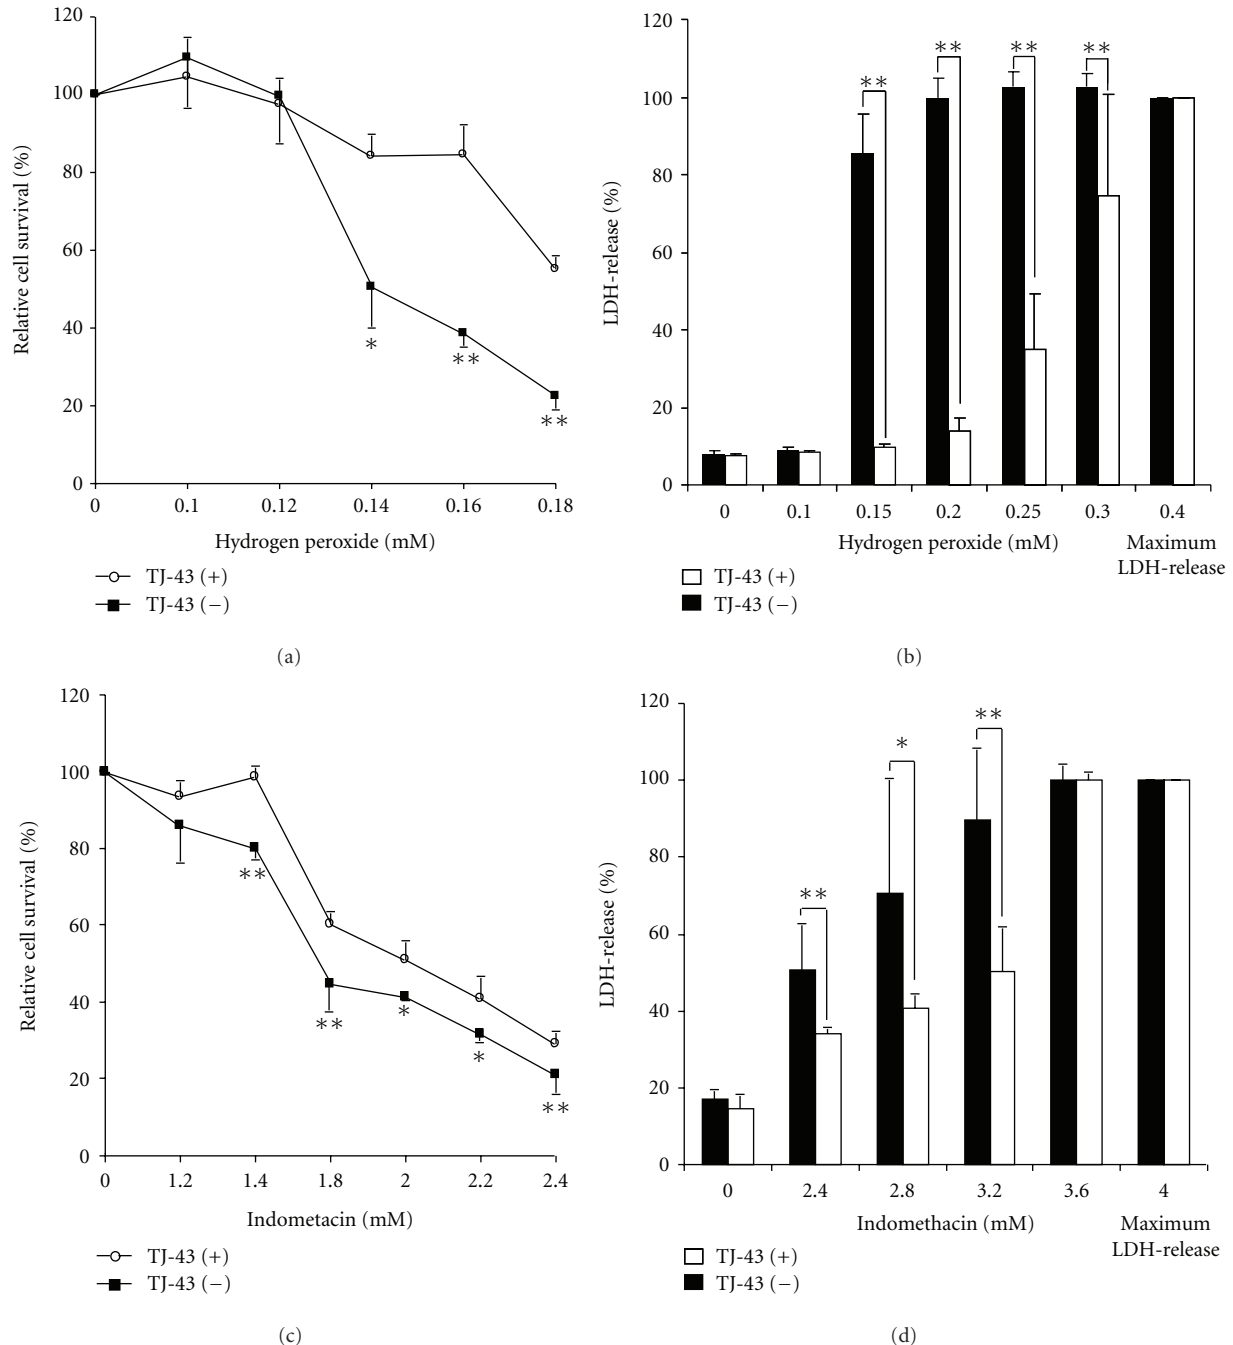 120
100
80
60
40
20
0
Relative cell survival (%)
∗
∗∗
∗∗
0 0.1 0.12 0.14 0.16 0.18
Hydrogen peroxide (mM)
TJ-43 (+)
TJ-43 (−)
(a)
120
100
80
60
40
20
0
LDH-release (%)
∗∗ ∗∗ ∗∗ ∗∗
0 0.1 0.15 0.2 0.25 0.3 0.4
Hydrogen peroxide (mM)
Maximum
LDH-release
TJ-43 (+)
TJ-43 (−)
(b)
120
100
80
60
40
20
0
Relative cell survival (%)
∗∗
∗∗
∗
∗
∗∗
0 1.2 1.4 1.8 2 2.2 2.4
Indometacin (mM)
TJ-43 (+)
TJ-43 (−)
(c)
120
100
80
60
40
20
0
LDH-release (%)
∗∗ ∗ ∗∗
0 2.4 2.8 3.2 3.6 4
Indomethacin (mM)
Maximum
LDH-release
TJ-43 (+)
TJ-43 (−)
(d)